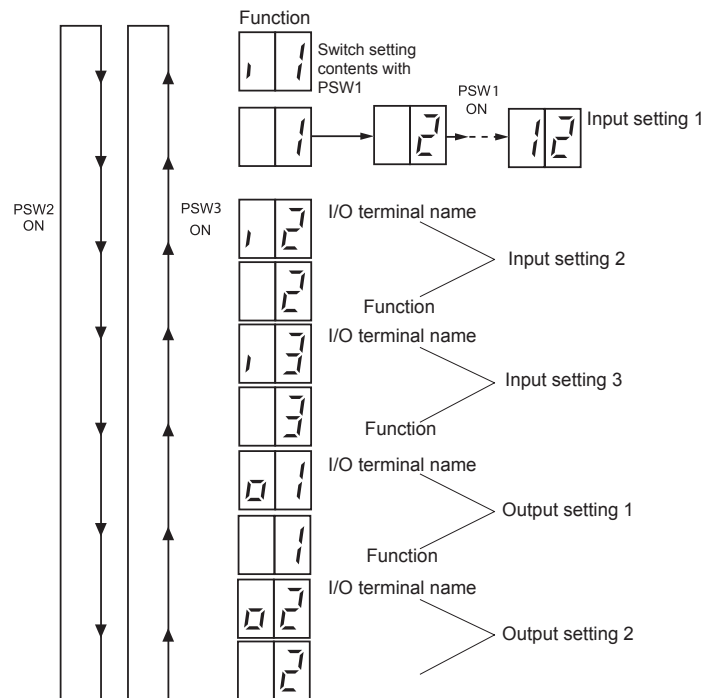 Function
i 1
Switch setting
contents with
PSW1
1
2
PSW1
ON
12
Input setting 1
PSW2
ON
PSW3
ON
i 2
I/O terminal name
Input setting 2
2
Function
i 3
I/O terminal name
Input setting 3
3
Function
o 1
I/O terminal name
Output setting 1
1
Function
o 2
I/O terminal name
Output setting 2
2